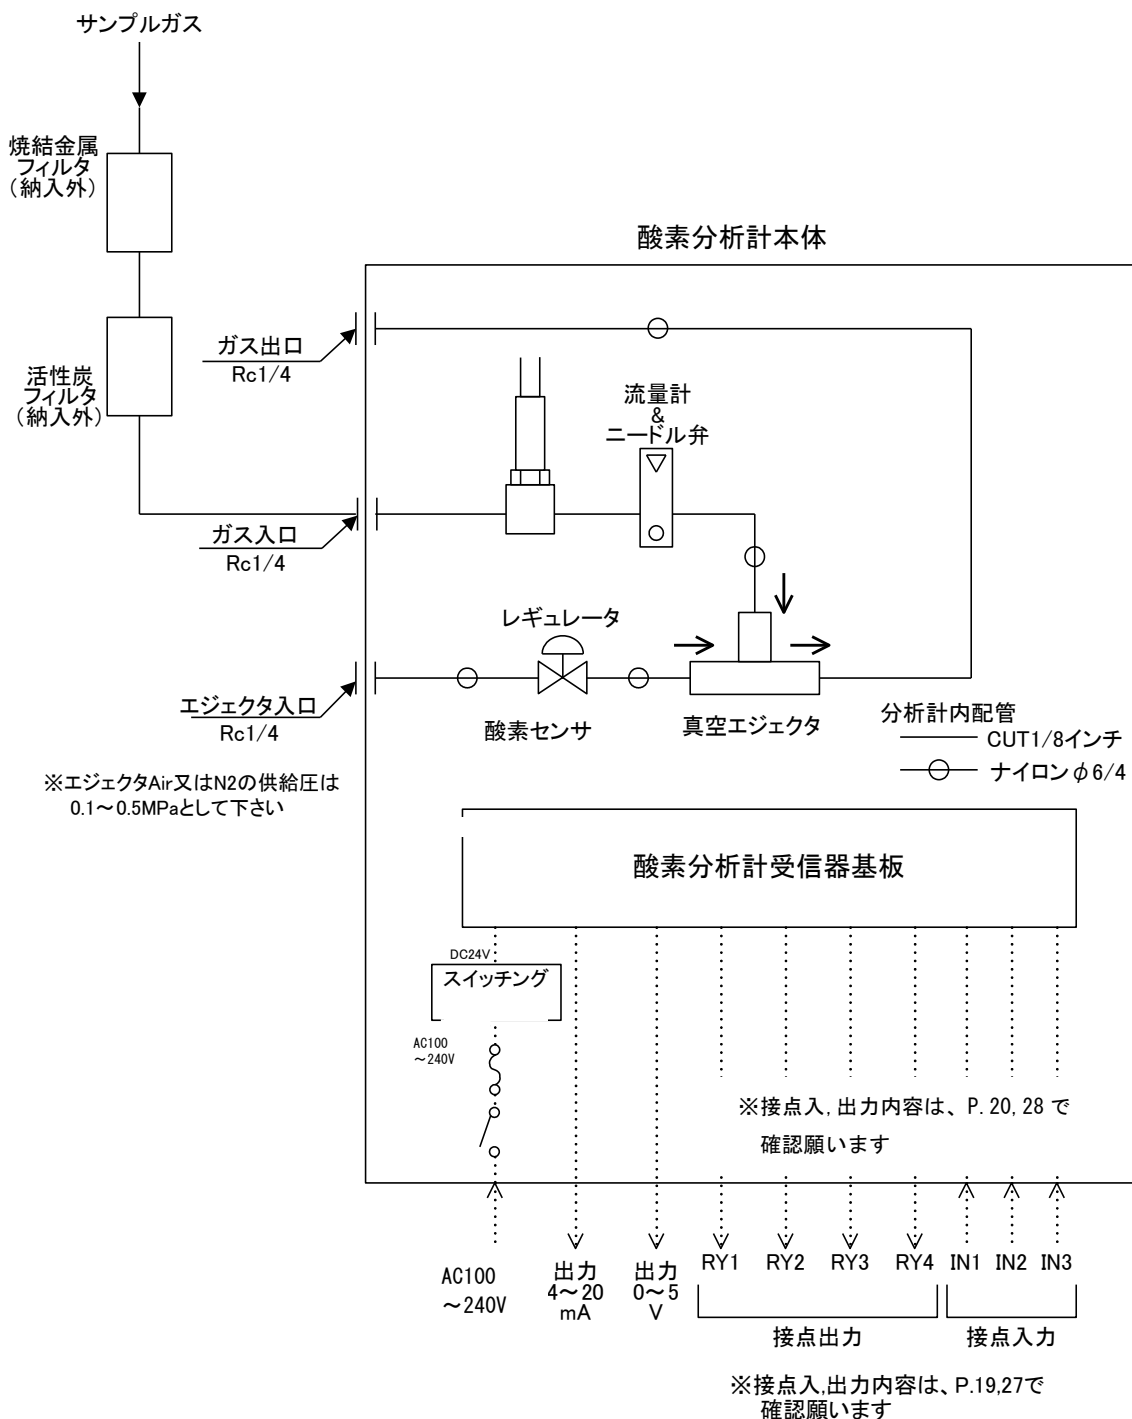 サンプルガス
焼結金属
フィルタ
（納入外）
酸素分析計本体
ガス出口
Rc1/4
活性炭
フィルタ
（納入外）
流量計
&
ニードル弁
ガス入口
Rc1/4
レギュレータ
エジェクタ入口
Rc1/4
酸素センサ
真空エジェクタ
分析計内配管
CUT1/8インチ
ナイロンφ6/4
※エジェクタAir又はN2の供給圧は
0.1～0.5MPaとして下さい
酸素分析計受信器基板
DC24V
スイッチング
AC100
～240V
※接点入,出力内容は、P.20,28で
確認願います
AC100
～240V
出力
4～20
mA
出力
0～5
V
RY1 RY2 RY3 RY4 IN1 IN2 IN3
接点出力 接点入力
※接点入,出力内容は、P.19,27で
確認願います